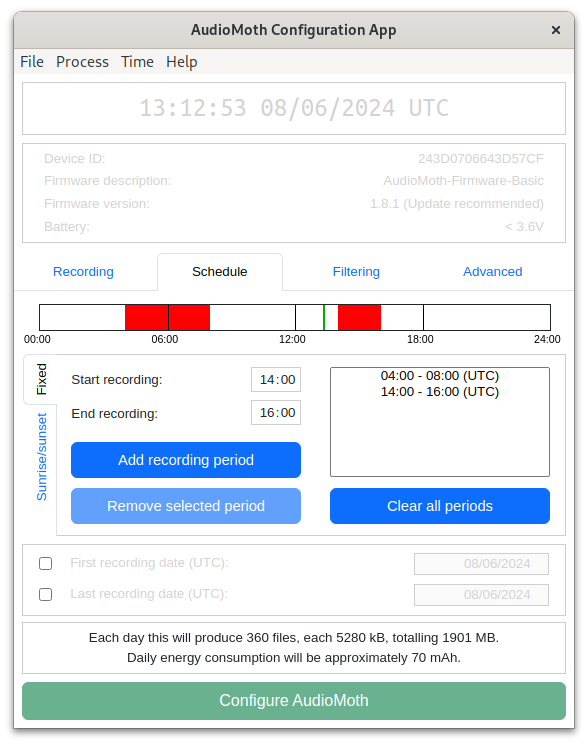 AudioMoth Configuration App
×
File Process Time Help
13:12:53 08/06/2024 UTC
Device ID: 243D0706643D57CF
Firmware description: AudioMoth-Firmware-Basic
Firmware version: 1.8.1 (Update recommended)
Battery: < 3.6V
Recording Schedule Filtering Advanced
00:00 06:00 12:00 18:00 24:00
Fixed
Sunrise/sunset
Start recording: 14:00
End recording: 16:00
Add recording period
Remove selected period
04:00 - 08:00 (UTC)
14:00 - 16:00 (UTC)
Clear all periods
First recording date (UTC): 08/06/2024
Last recording date (UTC): 08/06/2024
Each day this will produce 360 files, each 5280 kB, totalling 1901 MB.
Daily energy consumption will be approximately 70 mAh.
Configure AudioMoth